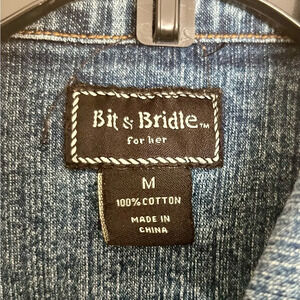 Bit & Bridle™
for her
M
100% COTTON
MADE IN
CHINA